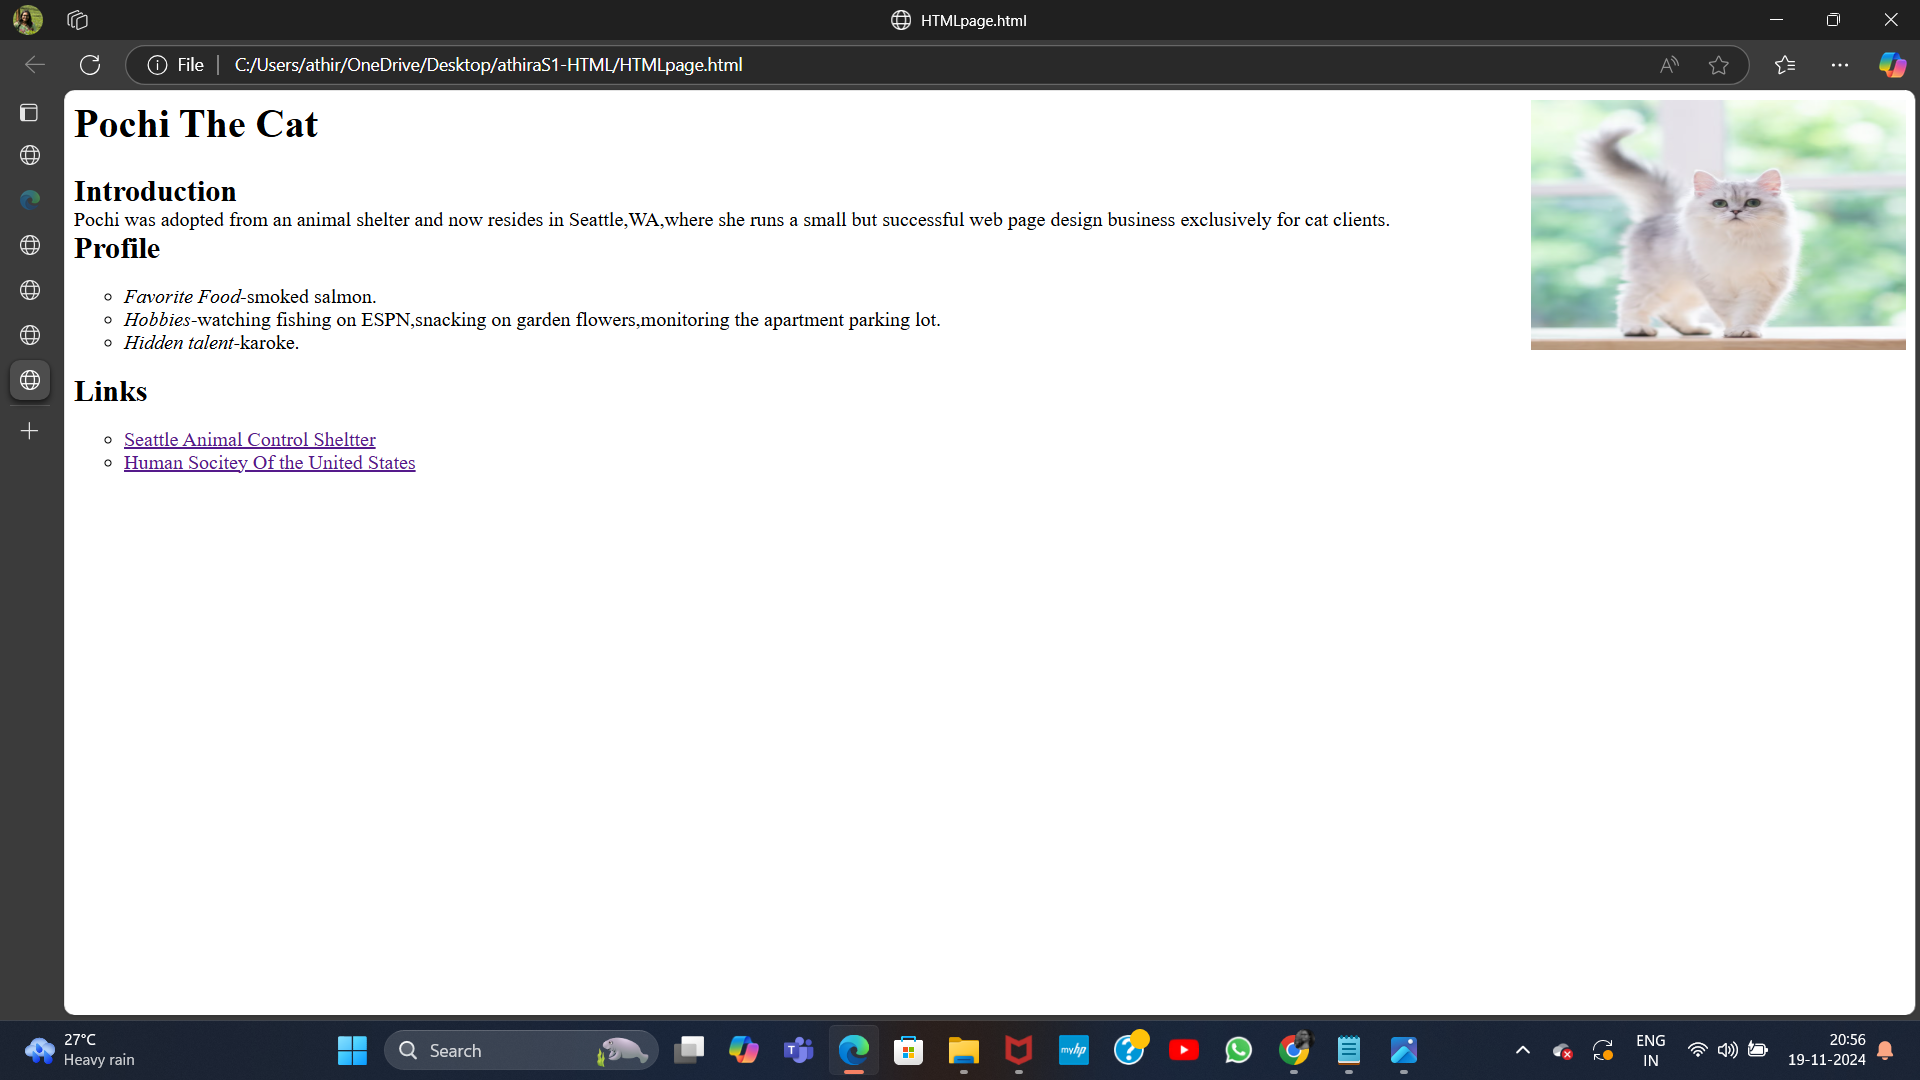 HTMLpage.html
File
C:/Users/athir/OneDrive/Desktop/athiraS1-HTML/HTMLpage.html
Pochi The Cat
Introduction
Pochi was adopted from an animal shelter and now resides in Seattle,WA,where she runs a small but successful web page design business exclusively for cat clients.
Profile
Favorite Food-smoked salmon.
Hobbies-watching fishing on ESPN,snacking on garden flowers,monitoring the apartment parking lot.
Hidden talent-karoke.
Links
Seattle Animal Control Sheltter
Human Socitey Of the United States
27°C
Heavy rain
Search
myhp
ENG
IN
20:56
19-11-2024